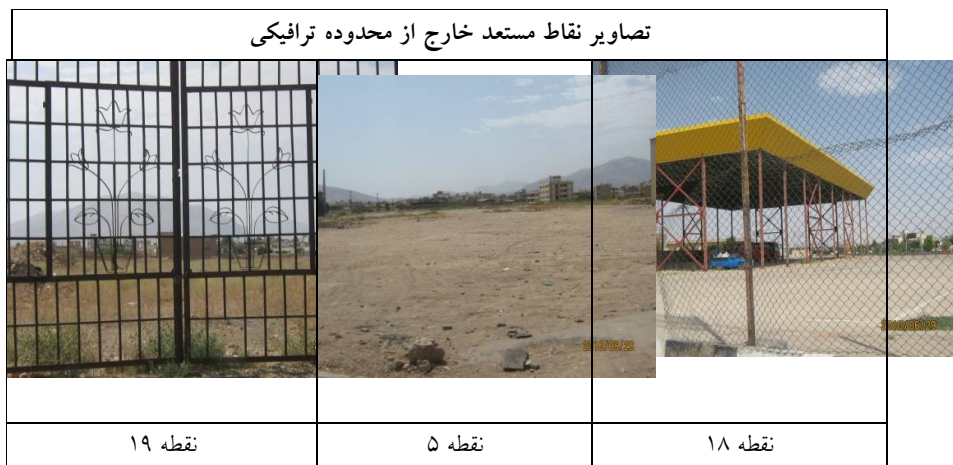 تصاویر نقاط مستعد خارج از محدوده ترافیکی
نقطه ۱۸
نقطه ۵
نقطه ۱۹